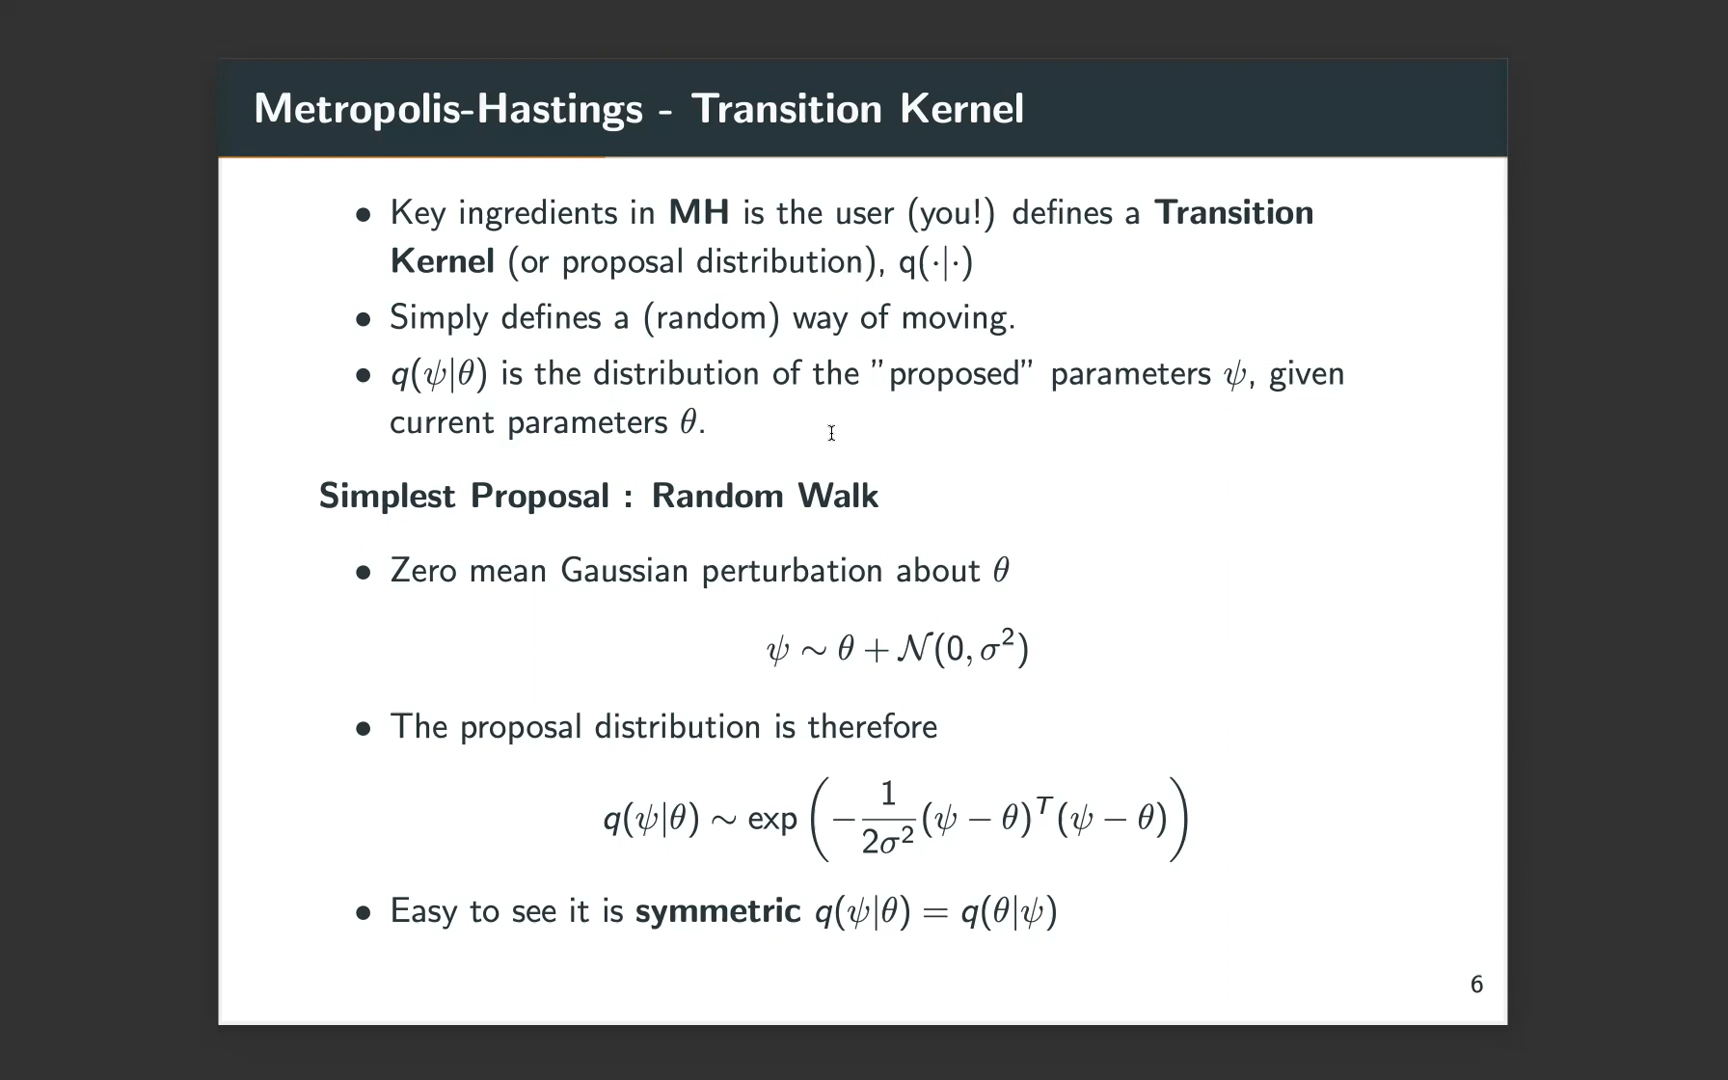 Metropolis-Hastings - Transition Kernel
• Key ingredients in MH is the user (you!) defines a Transition
Kernel (or proposal distribution), q(·|·)
• Simply defines a (random) way of moving.
• q(ψ|θ) is the distribution of the ”proposed” parameters ψ, given
current parameters θ.
Simplest Proposal : Random Walk
• Zero mean Gaussian perturbation about θ
ψ ∼ θ + 𝒩(0, σ²)
• The proposal distribution is therefore
q(ψ|θ) ∼ exp (−1/2σ² (ψ − θ)ᵀ(ψ − θ))
• Easy to see it is symmetric q(ψ|θ) = q(θ|ψ)
6